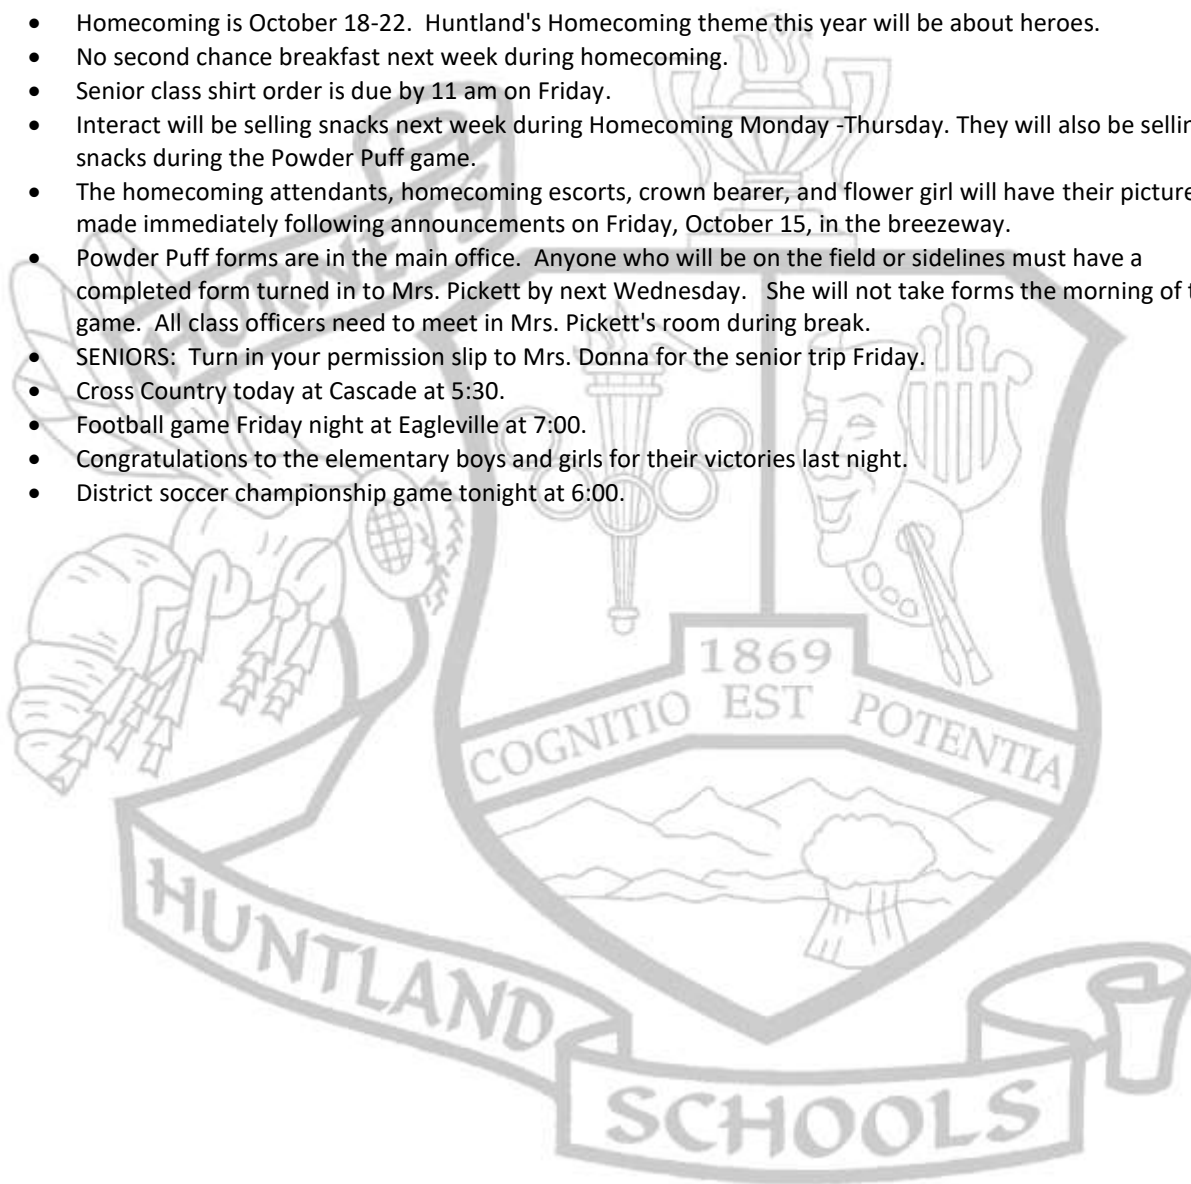 • Homecoming is October 18-22.  Huntland's Homecoming theme this year will be about heroes.
• No second chance breakfast next week during homecoming.
• Senior class shirt order is due by 11 am on Friday.
• Interact will be selling snacks next week during Homecoming Monday -Thursday. They will also be sellin
snacks during the Powder Puff game.
• The homecoming attendants, homecoming escorts, crown bearer, and flower girl will have their picture
made immediately following announcements on Friday, October 15, in the breezeway.
• Powder Puff forms are in the main office.  Anyone who will be on the field or sidelines must have a
completed form turned in to Mrs. Pickett by next Wednesday.   She will not take forms the morning of t
game.  All class officers need to meet in Mrs. Pickett's room during break.
• SENIORS:  Turn in your permission slip to Mrs. Donna for the senior trip Friday.
• Cross Country today at Cascade at 5:30.
• Football game Friday night at Eagleville at 7:00.
• Congratulations to the elementary boys and girls for their victories last night.
• District soccer championship game tonight at 6:00.
HORNETS
1869
COGNITIO EST POTENTIA
HUNTLAND
SCHOOLS